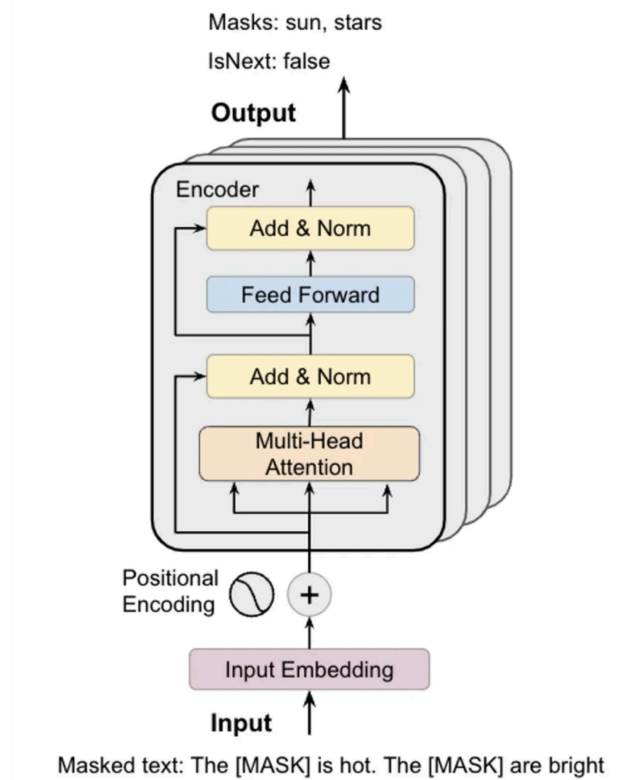 Masks: sun, stars
IsNext: false
Output
Encoder
Add & Norm
Feed Forward
Add & Norm
Multi-Head
Attention
Positional
Encoding
+
Input Embedding
Input
Masked text: The [MASK] is hot. The [MASK] are bright